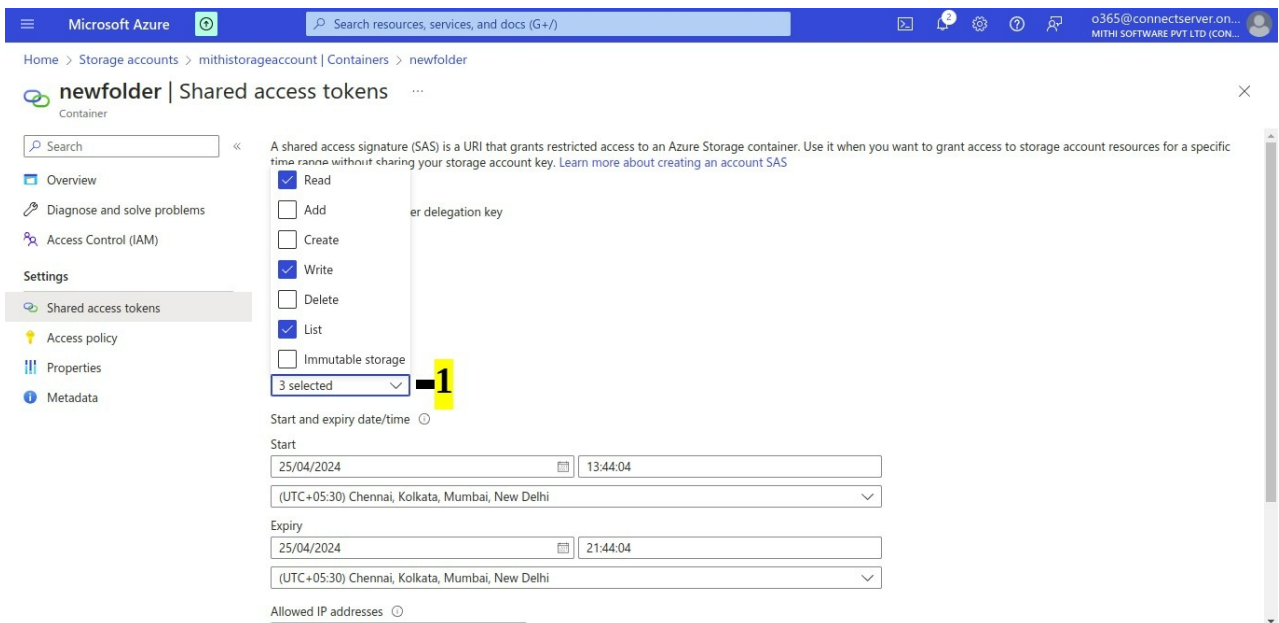 Microsoft Azure
Search resources, services, and docs (G+/)
2
o365@connectserver.on...
MITHI SOFTWARE PVT LTD (CON...
Home > Storage accounts > mithistorageaccount | Containers > newfolder
newfolder | Shared access tokens ...
Container
Search
«
Overview
Diagnose and solve problems
Access Control (IAM)
Settings
Shared access tokens
Access policy
Properties
Metadata
A shared access signature (SAS) is a URI that grants restricted access to an Azure Storage container. Use it when you want to grant access to storage account resources for a specific
time range without sharing your storage account key. Learn more about creating an account SAS
Read
Add
er delegation key
Create
Write
Delete
List
Immutable storage
3 selected
1
Start and expiry date/time
Start
25/04/2024 13:44:04
(UTC+05:30) Chennai, Kolkata, Mumbai, New Delhi
Expiry
25/04/2024 21:44:04
(UTC+05:30) Chennai, Kolkata, Mumbai, New Delhi
Allowed IP addresses